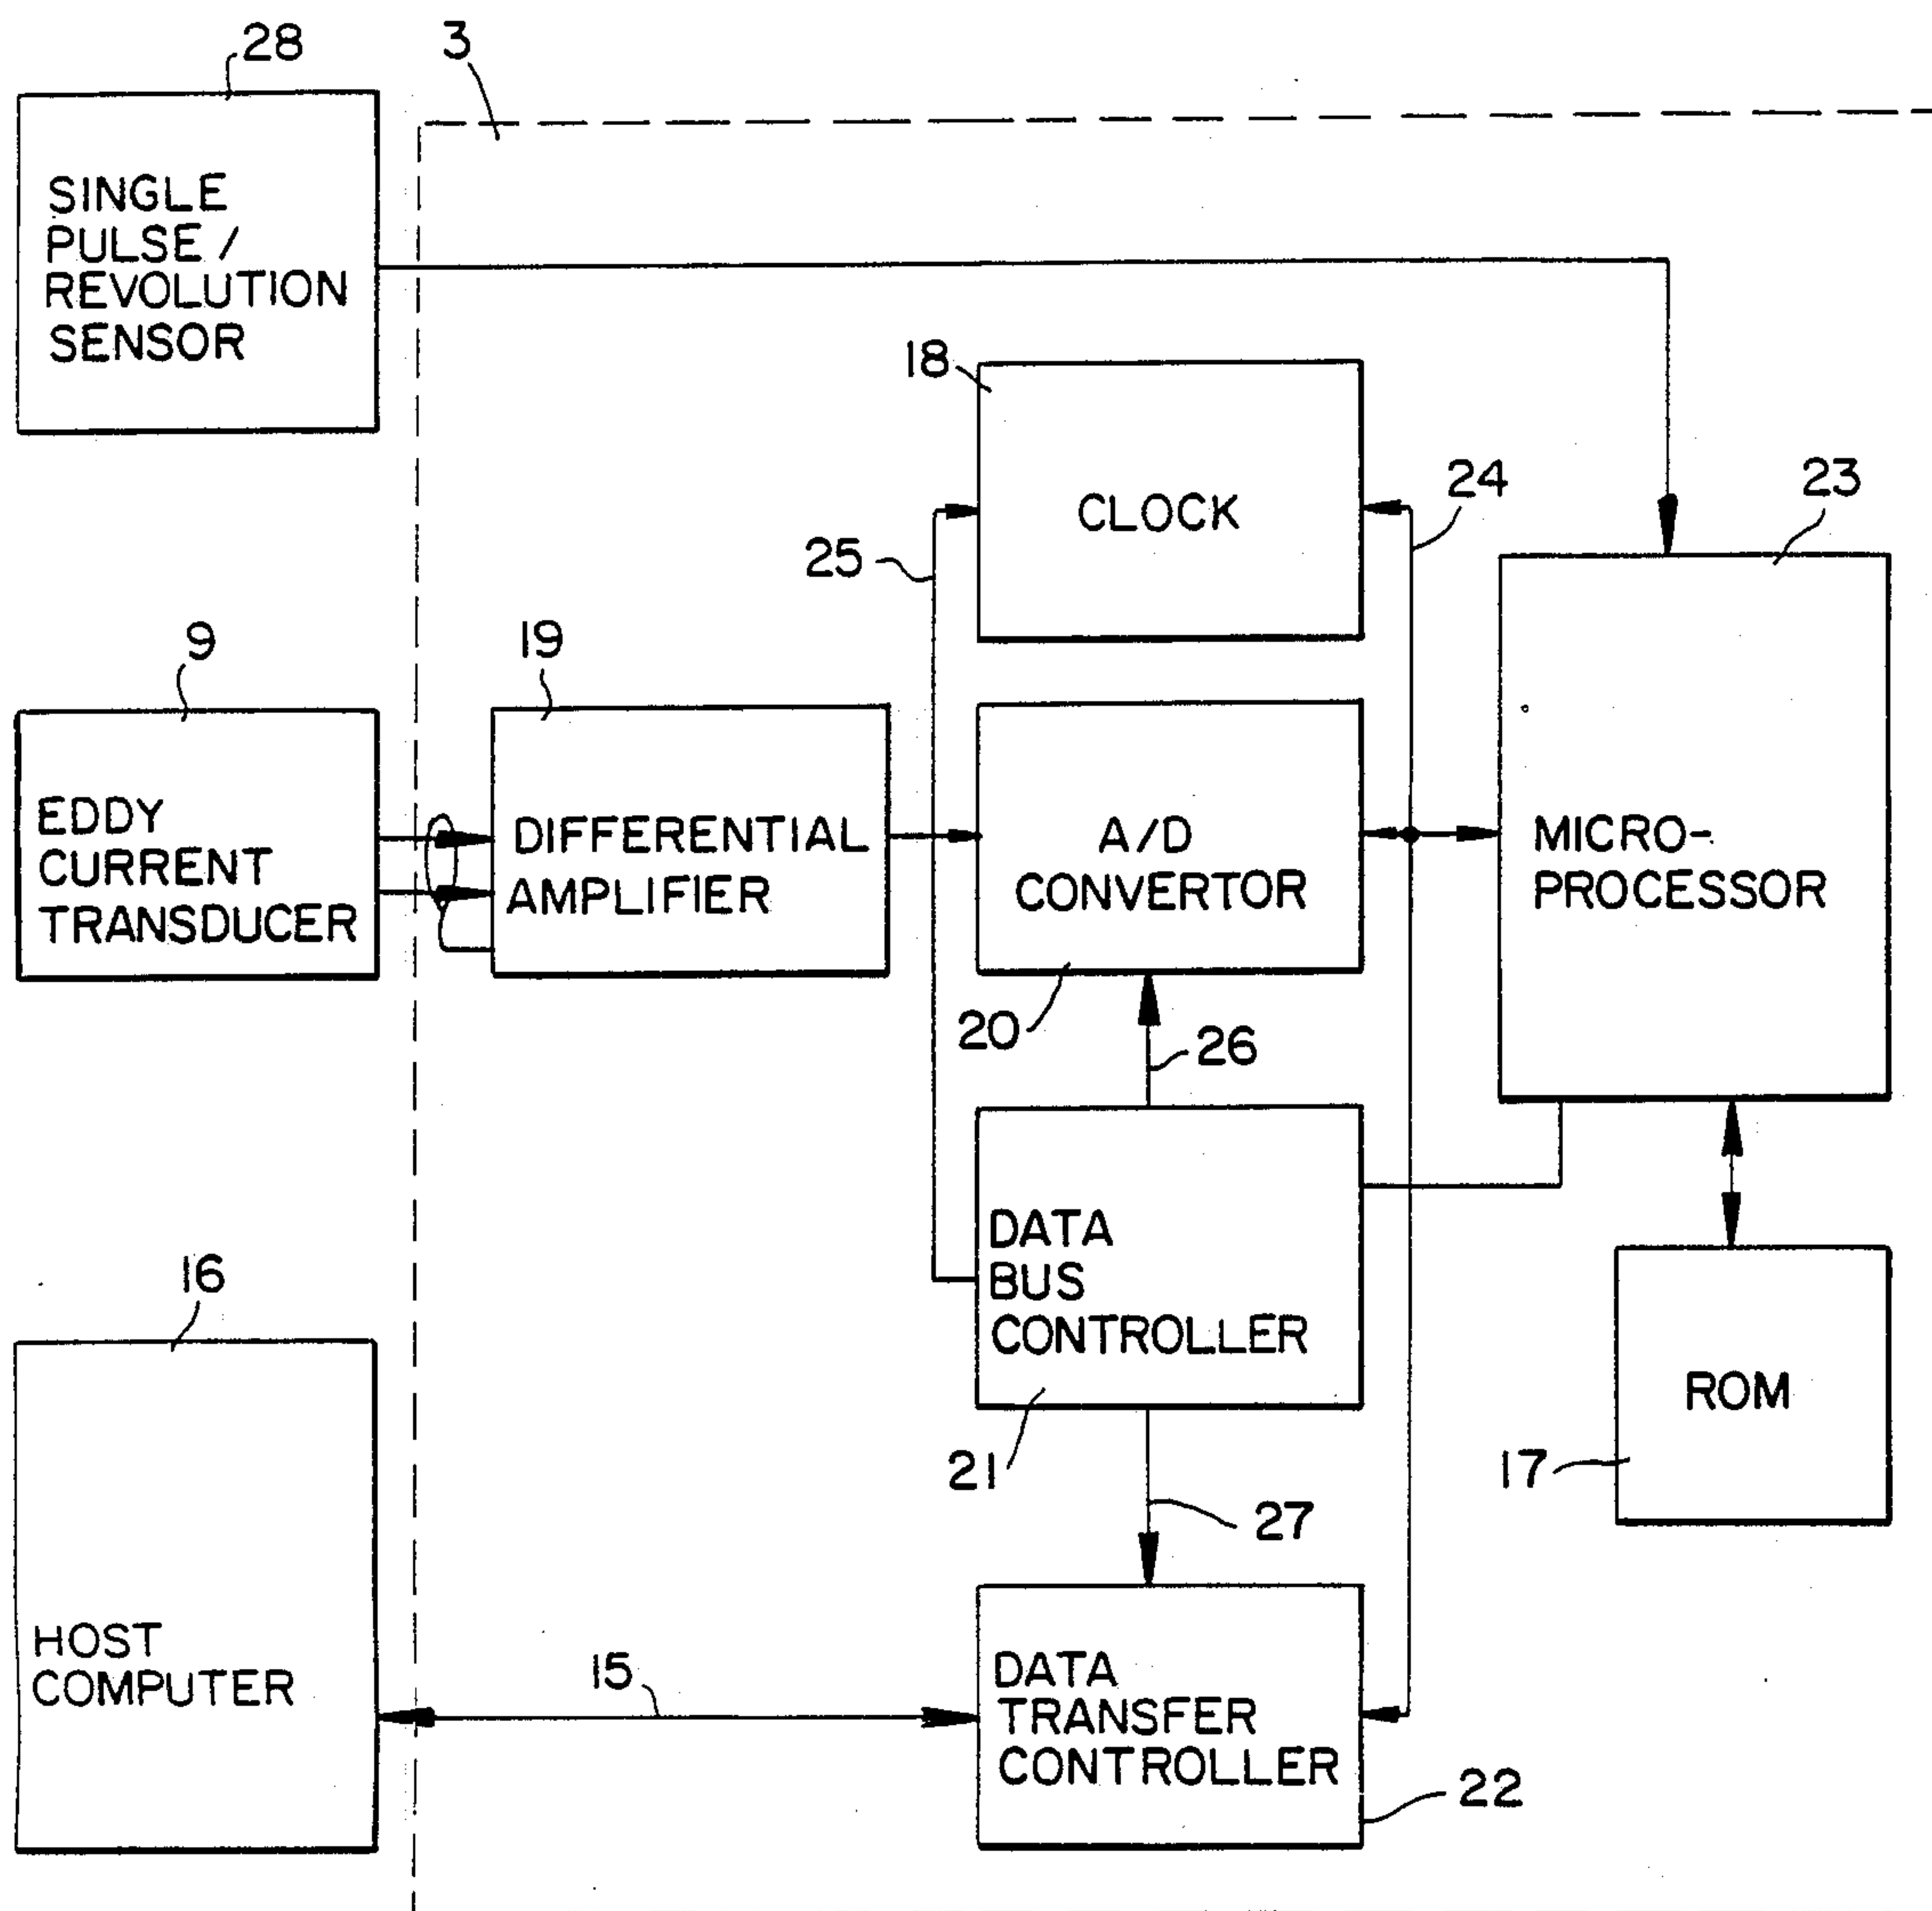 28
3
SINGLE
PULSE /
REVOLUTION
SENSOR
18
CLOCK
24
23
25
9
19
EDDY
CURRENT
TRANSDUCER
DIFFERENTIAL
AMPLIFIER
A/D
CONVERTOR
MICRO-
PROCESSOR
20
26
16
DATA
BUS
CONTROLLER
ROM
21
17
27
HOST
COMPUTER
15
DATA
TRANSFER
CONTROLLER
22